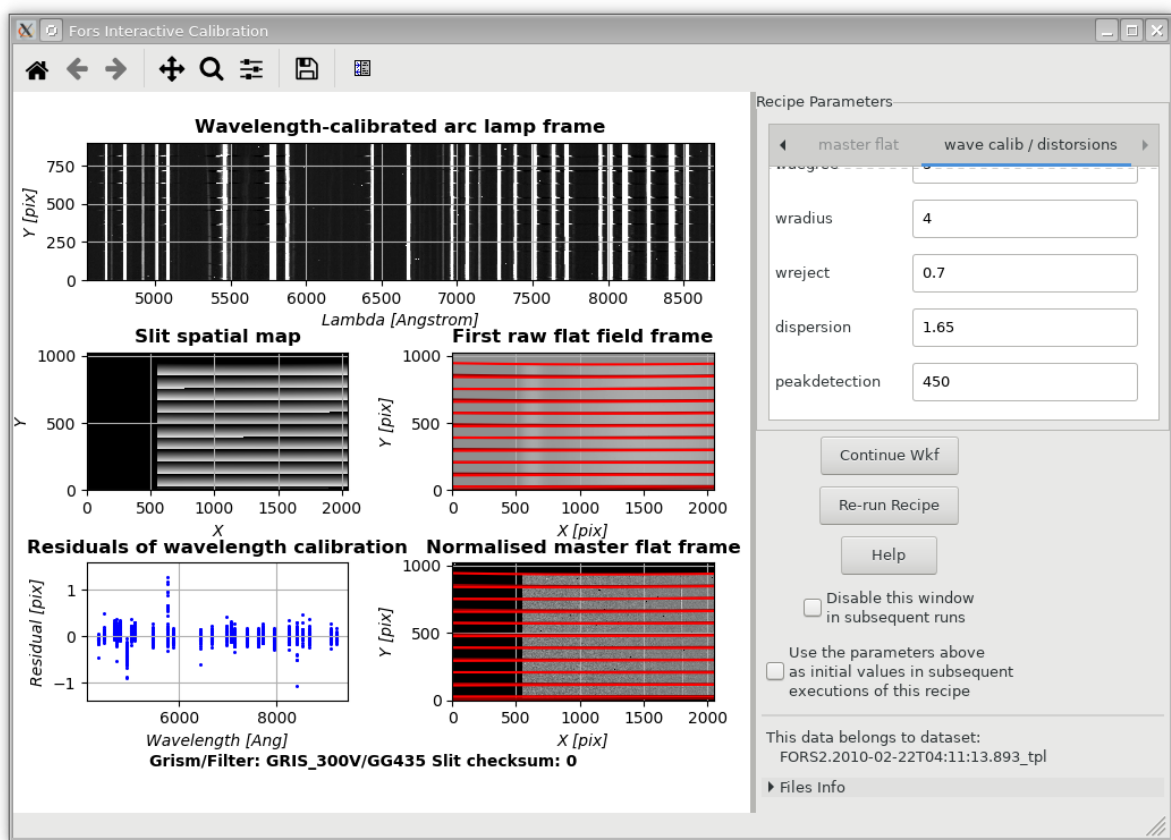 Fors Interactive Calibration
Wavelength-calibrated arc lamp frame
Y [pix]
750
500
250
0
5000 5500 6000 6500 7000 7500 8000 8500
Lambda [Angstrom]
Slit spatial map
Y
1000
500
0
0 500 1000 1500 2000
X
First raw flat field frame
Y [pix]
1000
500
0
0 500 1000 1500 2000
X [pix]
Residuals of wavelength calibration
Residual [pix]
1
0
−1
6000 8000
Wavelength [Ang]
Normalised master flat frame
Y [pix]
1000
500
0
0 500 1000 1500 2000
X [pix]
Grism/Filter: GRIS_300V/GG435 Slit checksum: 0
Recipe Parameters
master flat wave calib / distorsions
wradius 4
wreject 0.7
dispersion 1.65
peakdetection 450
Continue Wkf
Re-run Recipe
Help
Disable this window
in subsequent runs
Use the parameters above
as initial values in subsequent
executions of this recipe
This data belongs to dataset:
FORS2.2010-02-22T04:11:13.893_tpl
Files Info